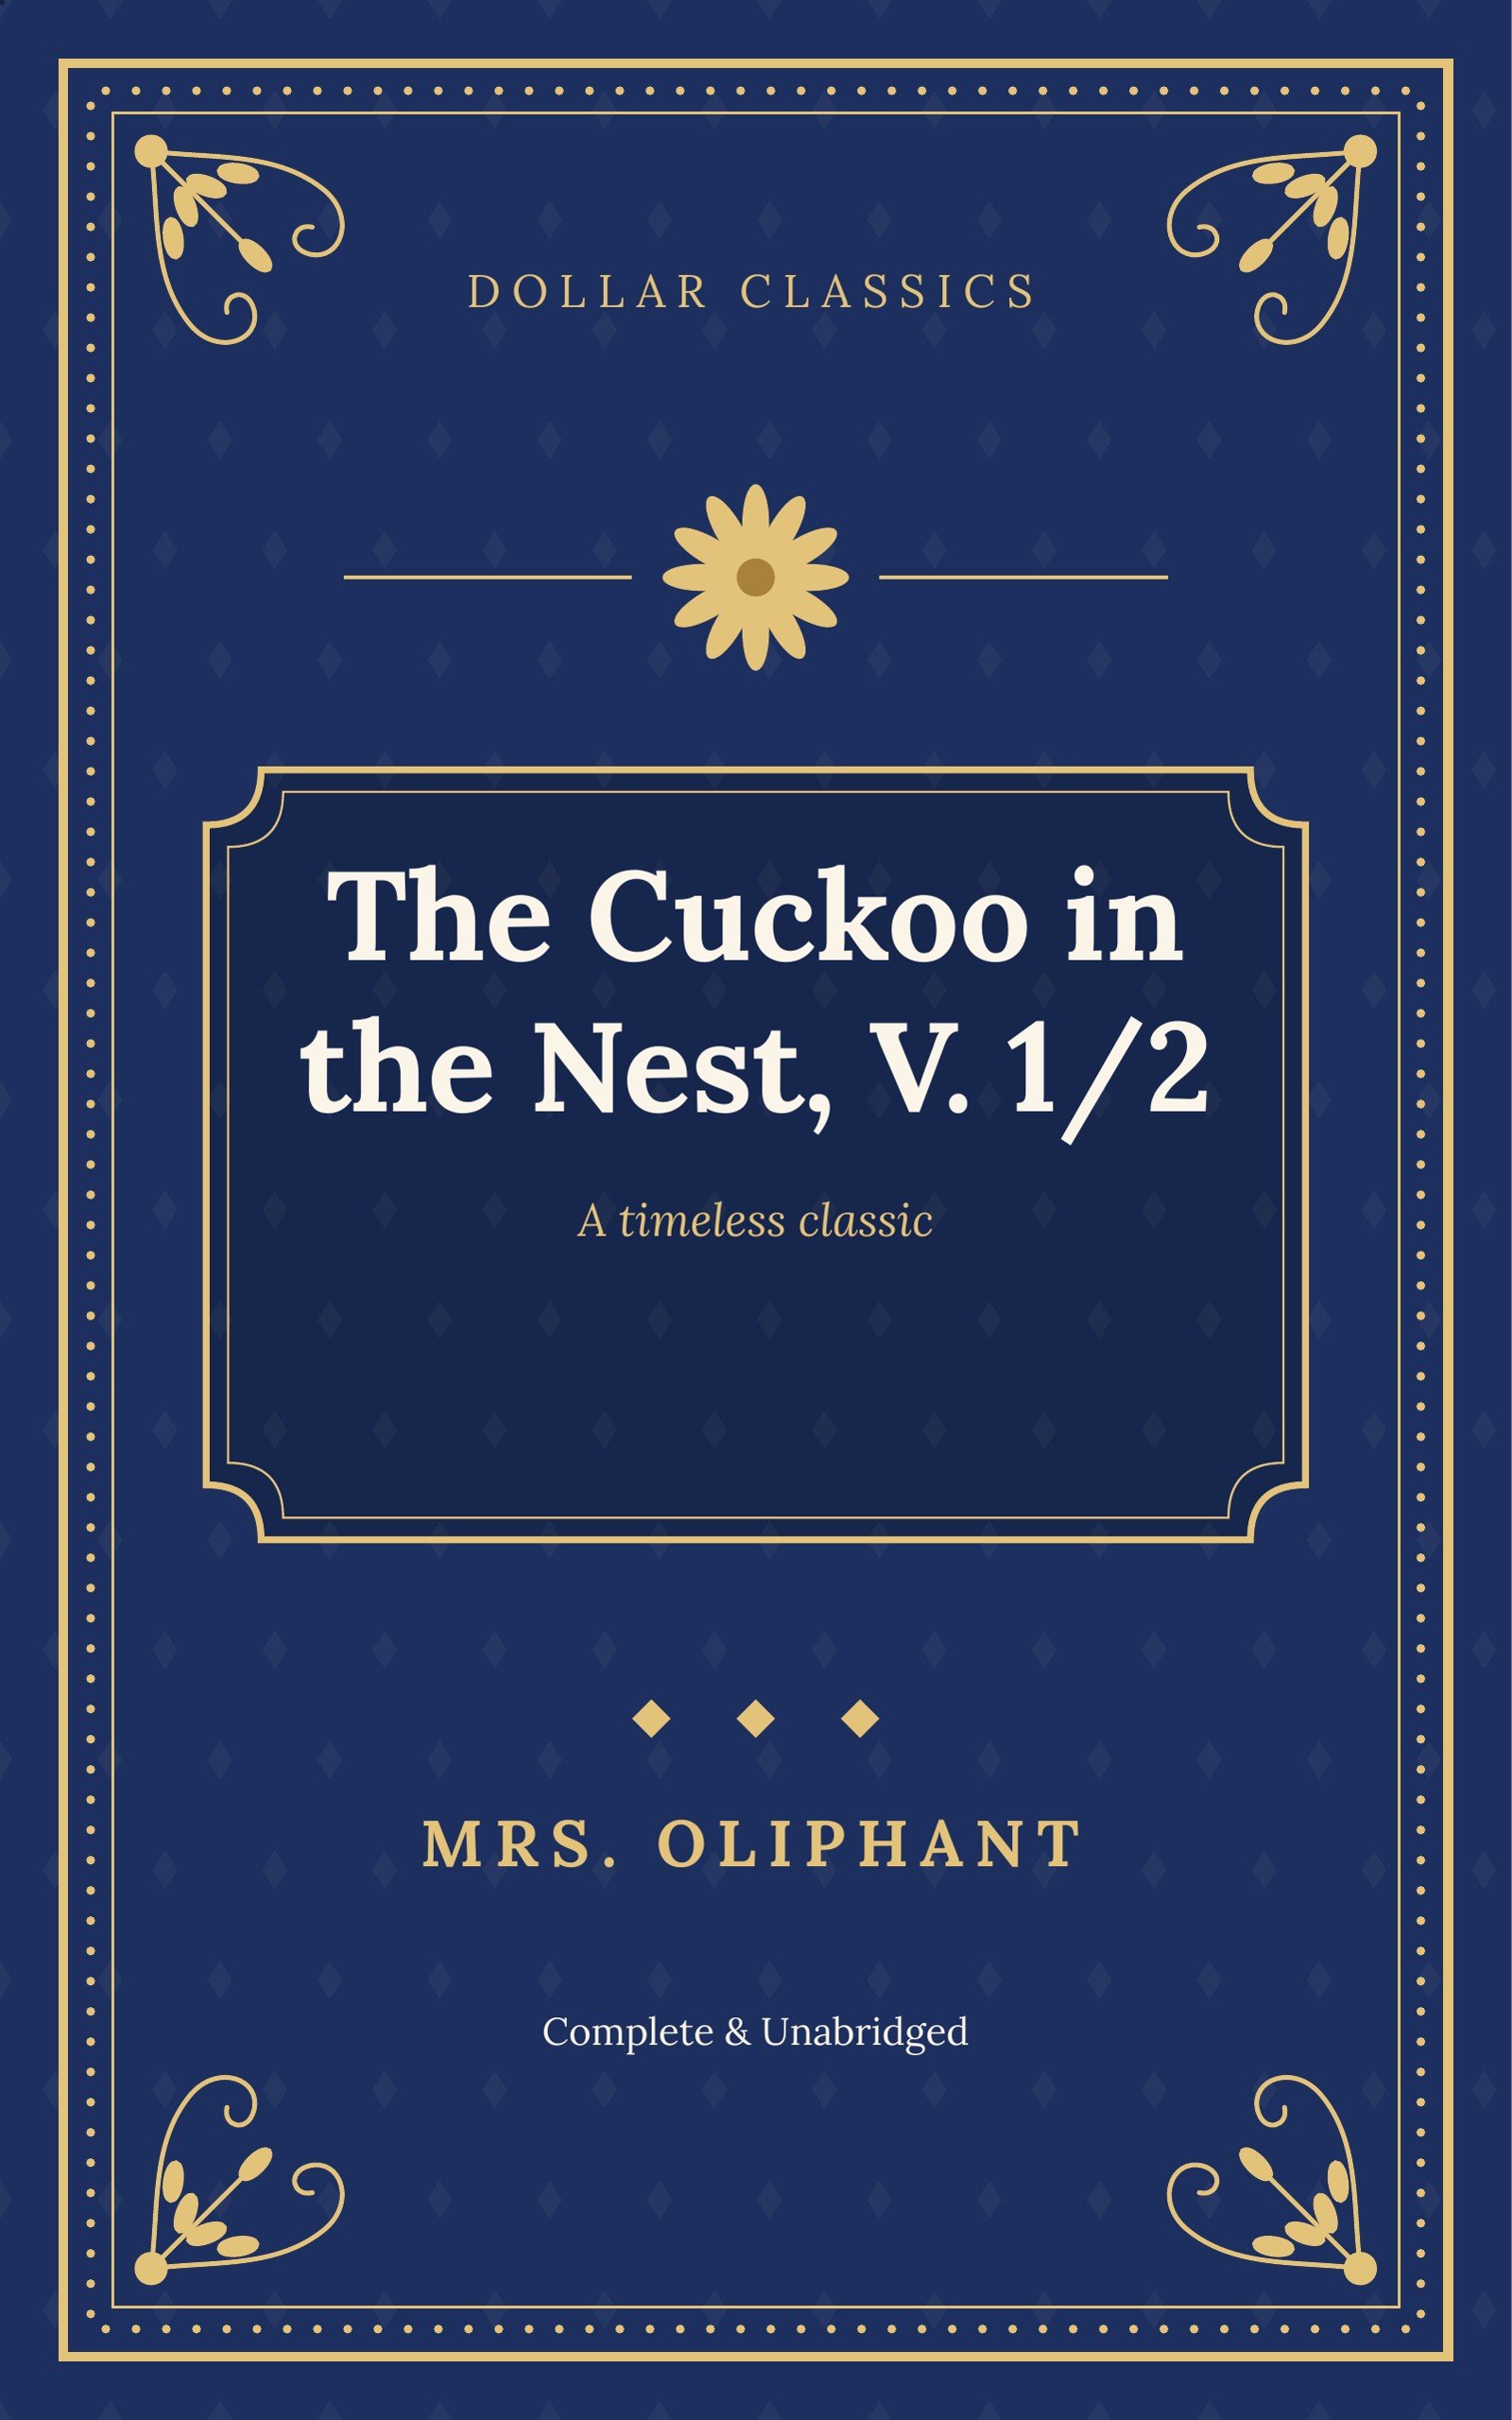 DOLLAR CLASSICS
The Cuckoo in
the Nest, V. 1/2
A timeless classic
MRS. OLIPHANT
Complete & Unabridged